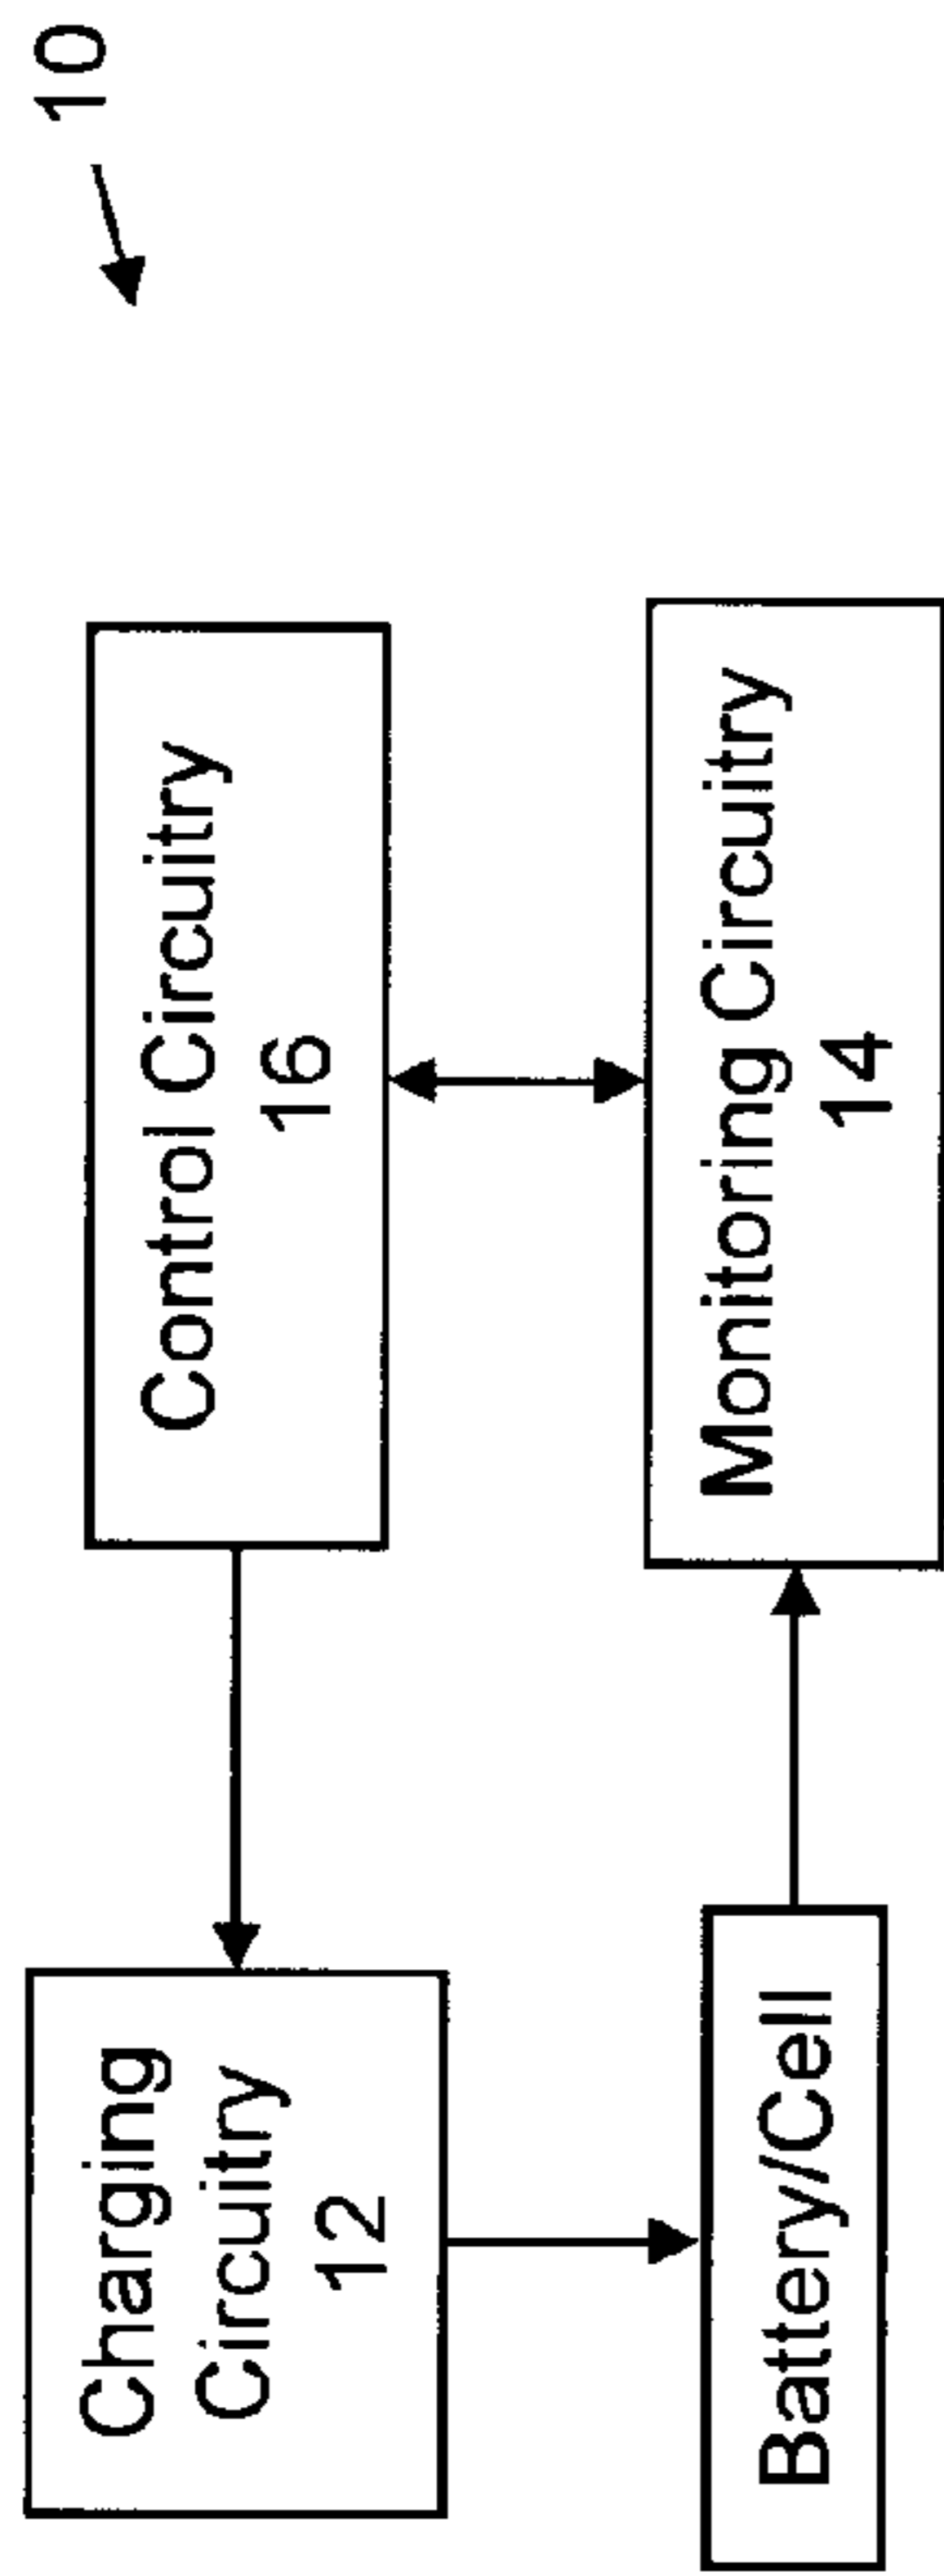 10
Charging
Circuitry
12
Control Circuitry
16
Battery/Cell
Monitoring Circuitry
14